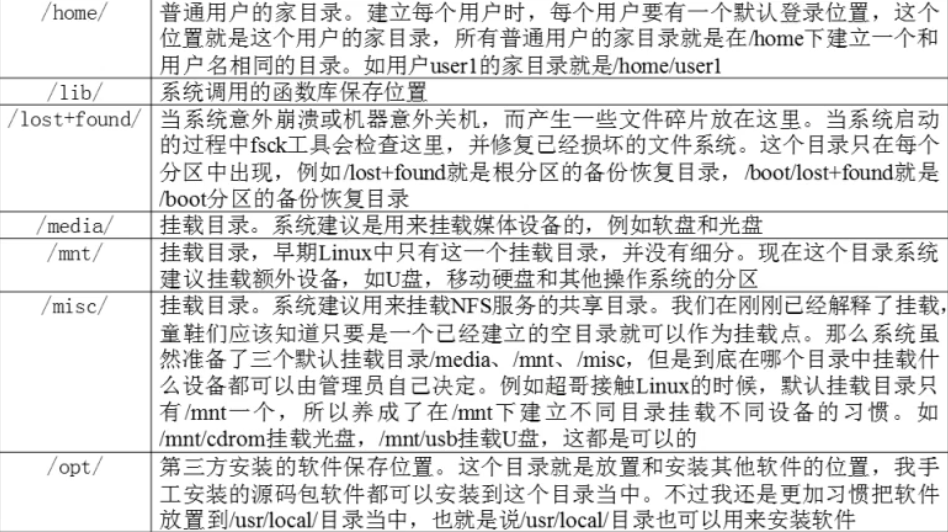 /home/ 普通用户的家目录。建立每个用户时，每个用户要有一个默认登录位置，这个
位置就是这个用户的家目录，所有普通用户的家目录就是在/home下建立一个和
用户名相同的目录。如用户user1的家目录就是/home/user1
/lib/ 系统调用的函数库保存位置
/lost+found/ 当系统意外崩溃或机器意外关机，而产生一些文件碎片放在这里。当系统启动
的过程中fsck工具会检查这里，并修复已经损坏的文件系统。这个目录只在每个
分区中出现，例如/lost+found就是根分区的备份恢复目录，/boot/lost+found就是
/boot分区的备份恢复目录
/media/ 挂载目录。系统建议是用来挂载媒体设备的，例如软盘和光盘
/mnt/ 挂载目录，早期Linux中只有这一个挂载目录，并没有细分。现在这个目录系统
建议挂载额外设备，如U盘，移动硬盘和其他操作系统的分区
/misc/ 挂载目录。系统建议用来挂载NFS服务的共享目录。我们在刚刚已经解释了挂载，
童鞋们应该知道只要是一个已经建立的空目录就可以作为挂载点。那么系统虽
然准备了三个默认挂载目录/media、/mnt、/misc，但是到底在哪个目录中挂载什
么设备都可以由管理员自己决定。例如超哥接触Linux的时候，默认挂载目录只
有/mnt一个，所以养成了在/mnt下建立不同目录挂载不同设备的习惯。如
/mnt/cdrom挂载光盘，/mnt/usb挂载U盘，这都是可以的
/opt/ 第三方安装的软件保存位置。这个目录就是放置和安装其他软件的位置，我手
工安装的源码包软件都可以安装到这个目录当中。不过我还是更加习惯把软件
放置到/usr/local/目录当中，也就是说/usr/local/目录也可以用来安装软件